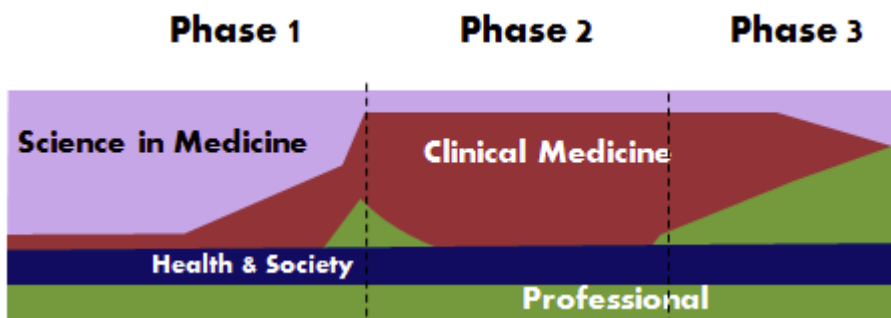 Phase 1 Phase 2 Phase 3
Science in Medicine Clinical Medicine
Health & Society
Professional